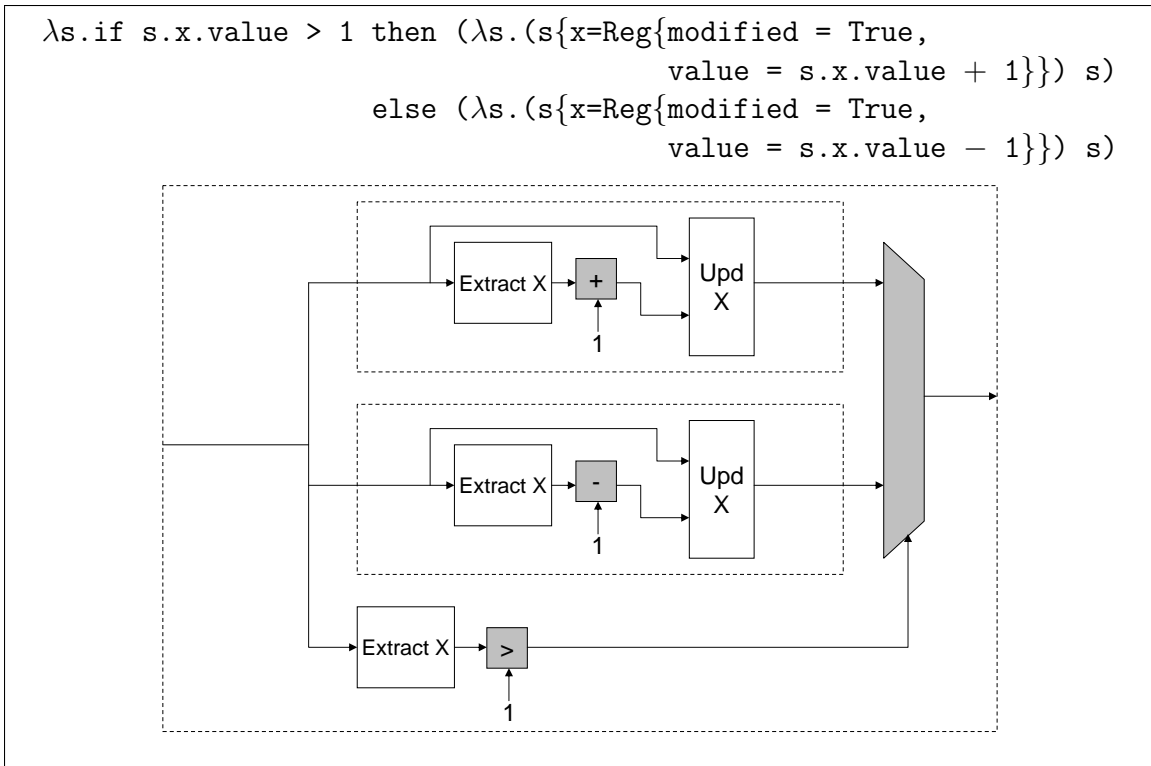 λs.if s.x.value > 1 then (λs.(s{x=Reg{modified = True,
value = s.x.value + 1}}) s)
else (λs.(s{x=Reg{modified = True,
value = s.x.value − 1}}) s)
Extract X
+
1
Upd
X
Extract X
-
1
Upd
X
Extract X
>
1